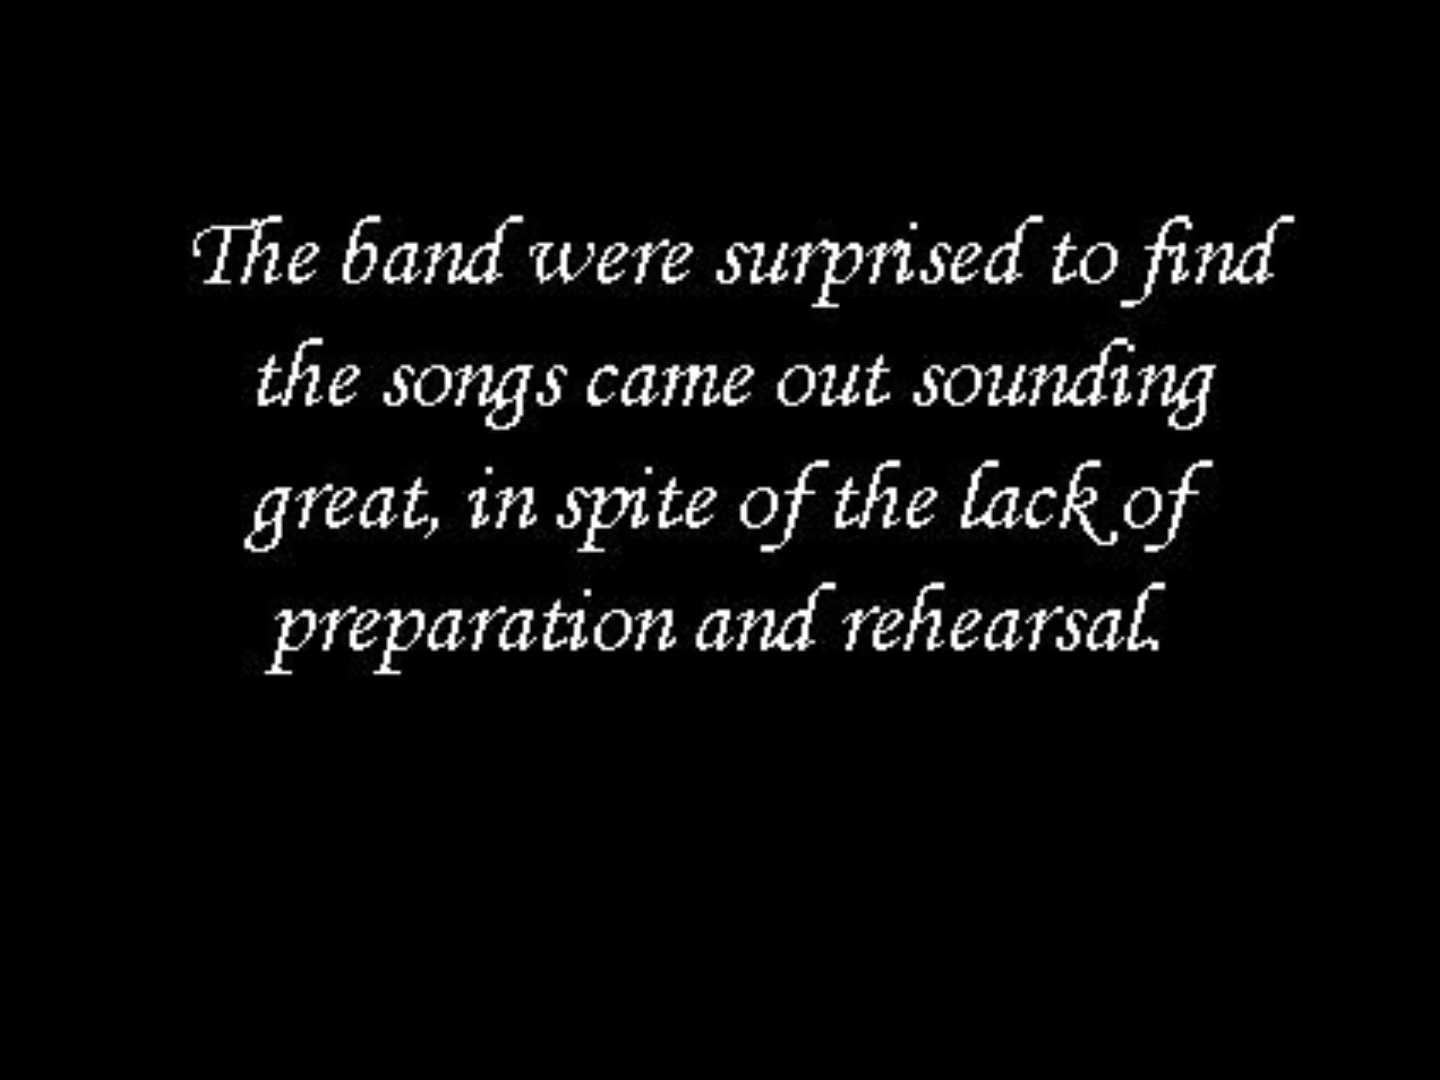 The band were surprised to find
the songs came out sounding
great, in spite of the lack of
preparation and rehearsal.